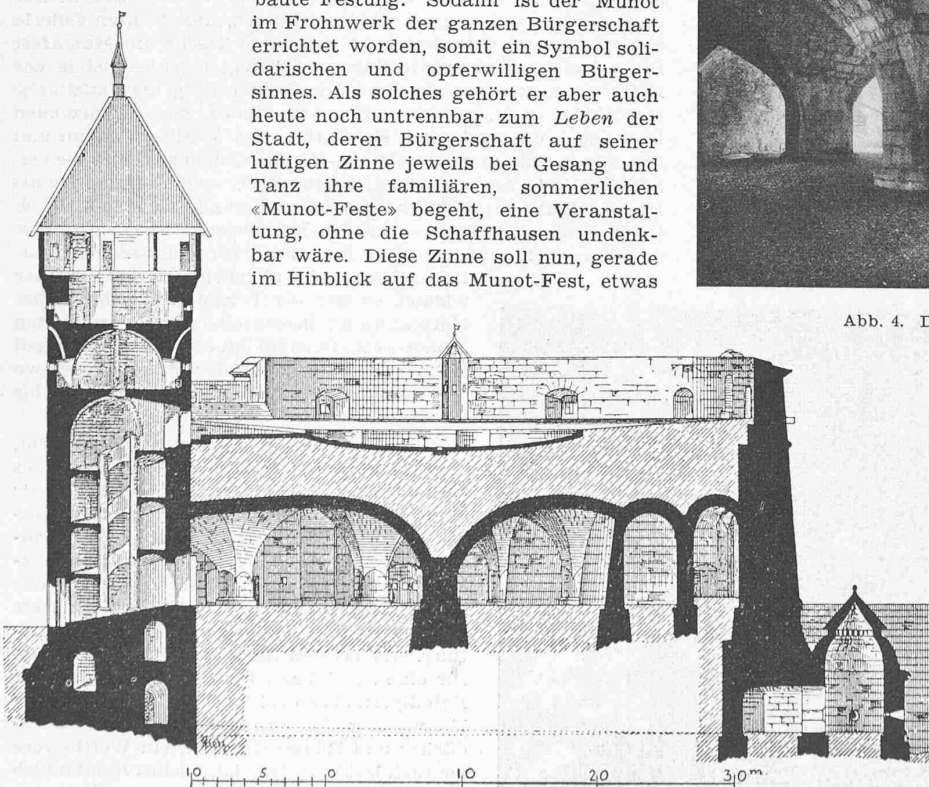 baute Festung. Sodann ist der Munot
im Frohnwerk der ganzen Bürgerschaft
errichtet worden, somit ein Symbol soli-
darischen und opferwilligen Bürger-
sinnes. Als solches gehört er aber auch
heute noch untrennbar zum Leben der
Stadt, deren Bürgerschaft auf seiner
luftigen Zinne jeweils bei Gesang und
Tanz ihre familiären, sommerlichen
«Munot-Feste» begeht, eine Veranstal-
tung, ohne die Schaffhausen undenk-
bar wäre. Diese Zinne soll nun, gerade
im Hinblick auf das Munot-Fest, etwas
Abb. 4. D
10 5 0 10 20 30 m